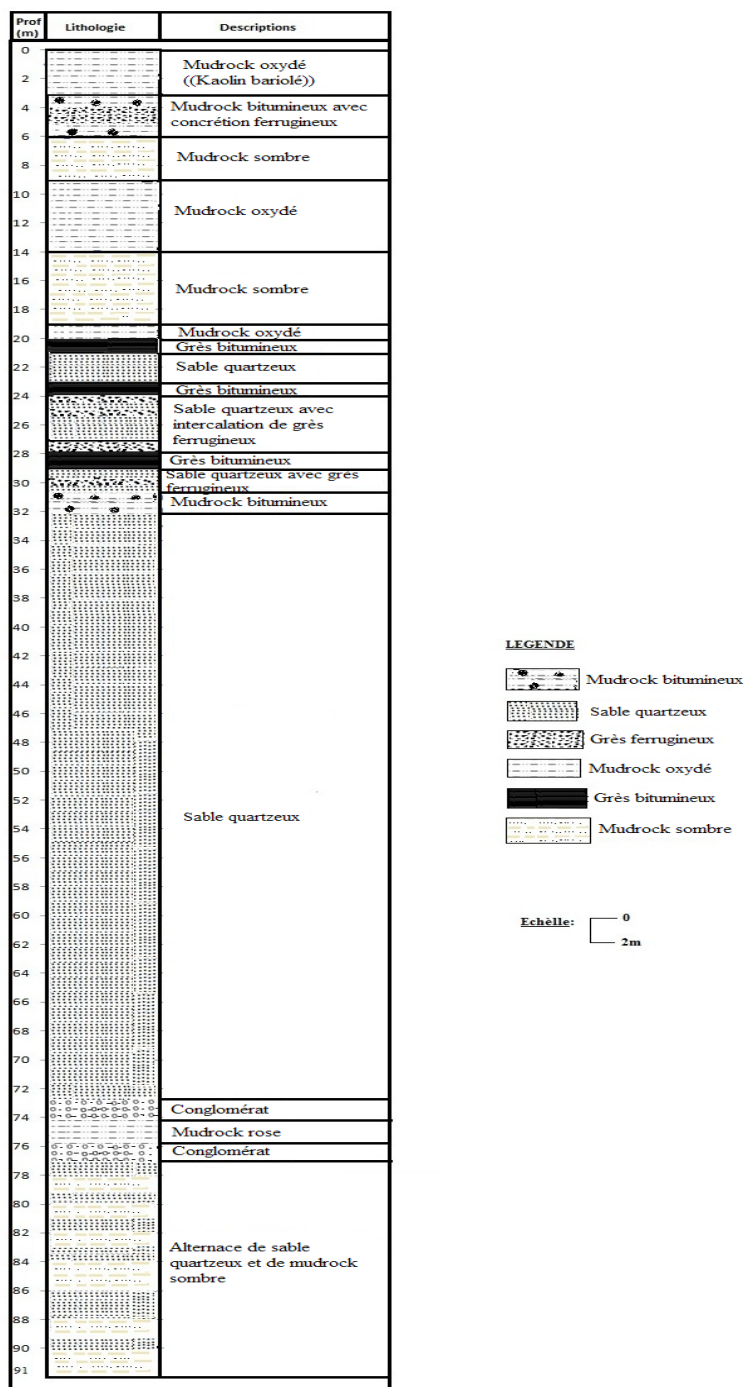 Prof
(m)
Lithologie
Descriptions
0
2
4
6
8
10
12
14
16
18
20
22
24
26
28
30
32
34
36
38
40
42
44
46
48
50
52
54
56
58
60
62
64
66
68
70
72
74
76
78
80
82
84
86
88
90
91
Mudrock oxydé
((Kaolin bariolé))
Mudrock bitumineux avec
concrétion ferrugineux
Mudrock sombre
Mudrock oxydé
Mudrock sombre
Mudrock oxydé
Grès bitumineux
Sable quartzeux
Grès bitumineux
Sable quartzeux avec
intercalation de grès
ferrugineux
Grès bitumineux
Sable quartzeux avec grès
ferrugineux
Mudrock bitumineux
Sable quartzeux
Conglomérat
Mudrock rose
Conglomérat
Alternace de sable
quartzeux et de mudrock
sombre
LEGENDE
Mudrock bitumineux
Sable quartzeux
Grès ferrugineux
Mudrock oxydé
Grès bitumineux
Mudrock sombre
Echèlle:
0
2m